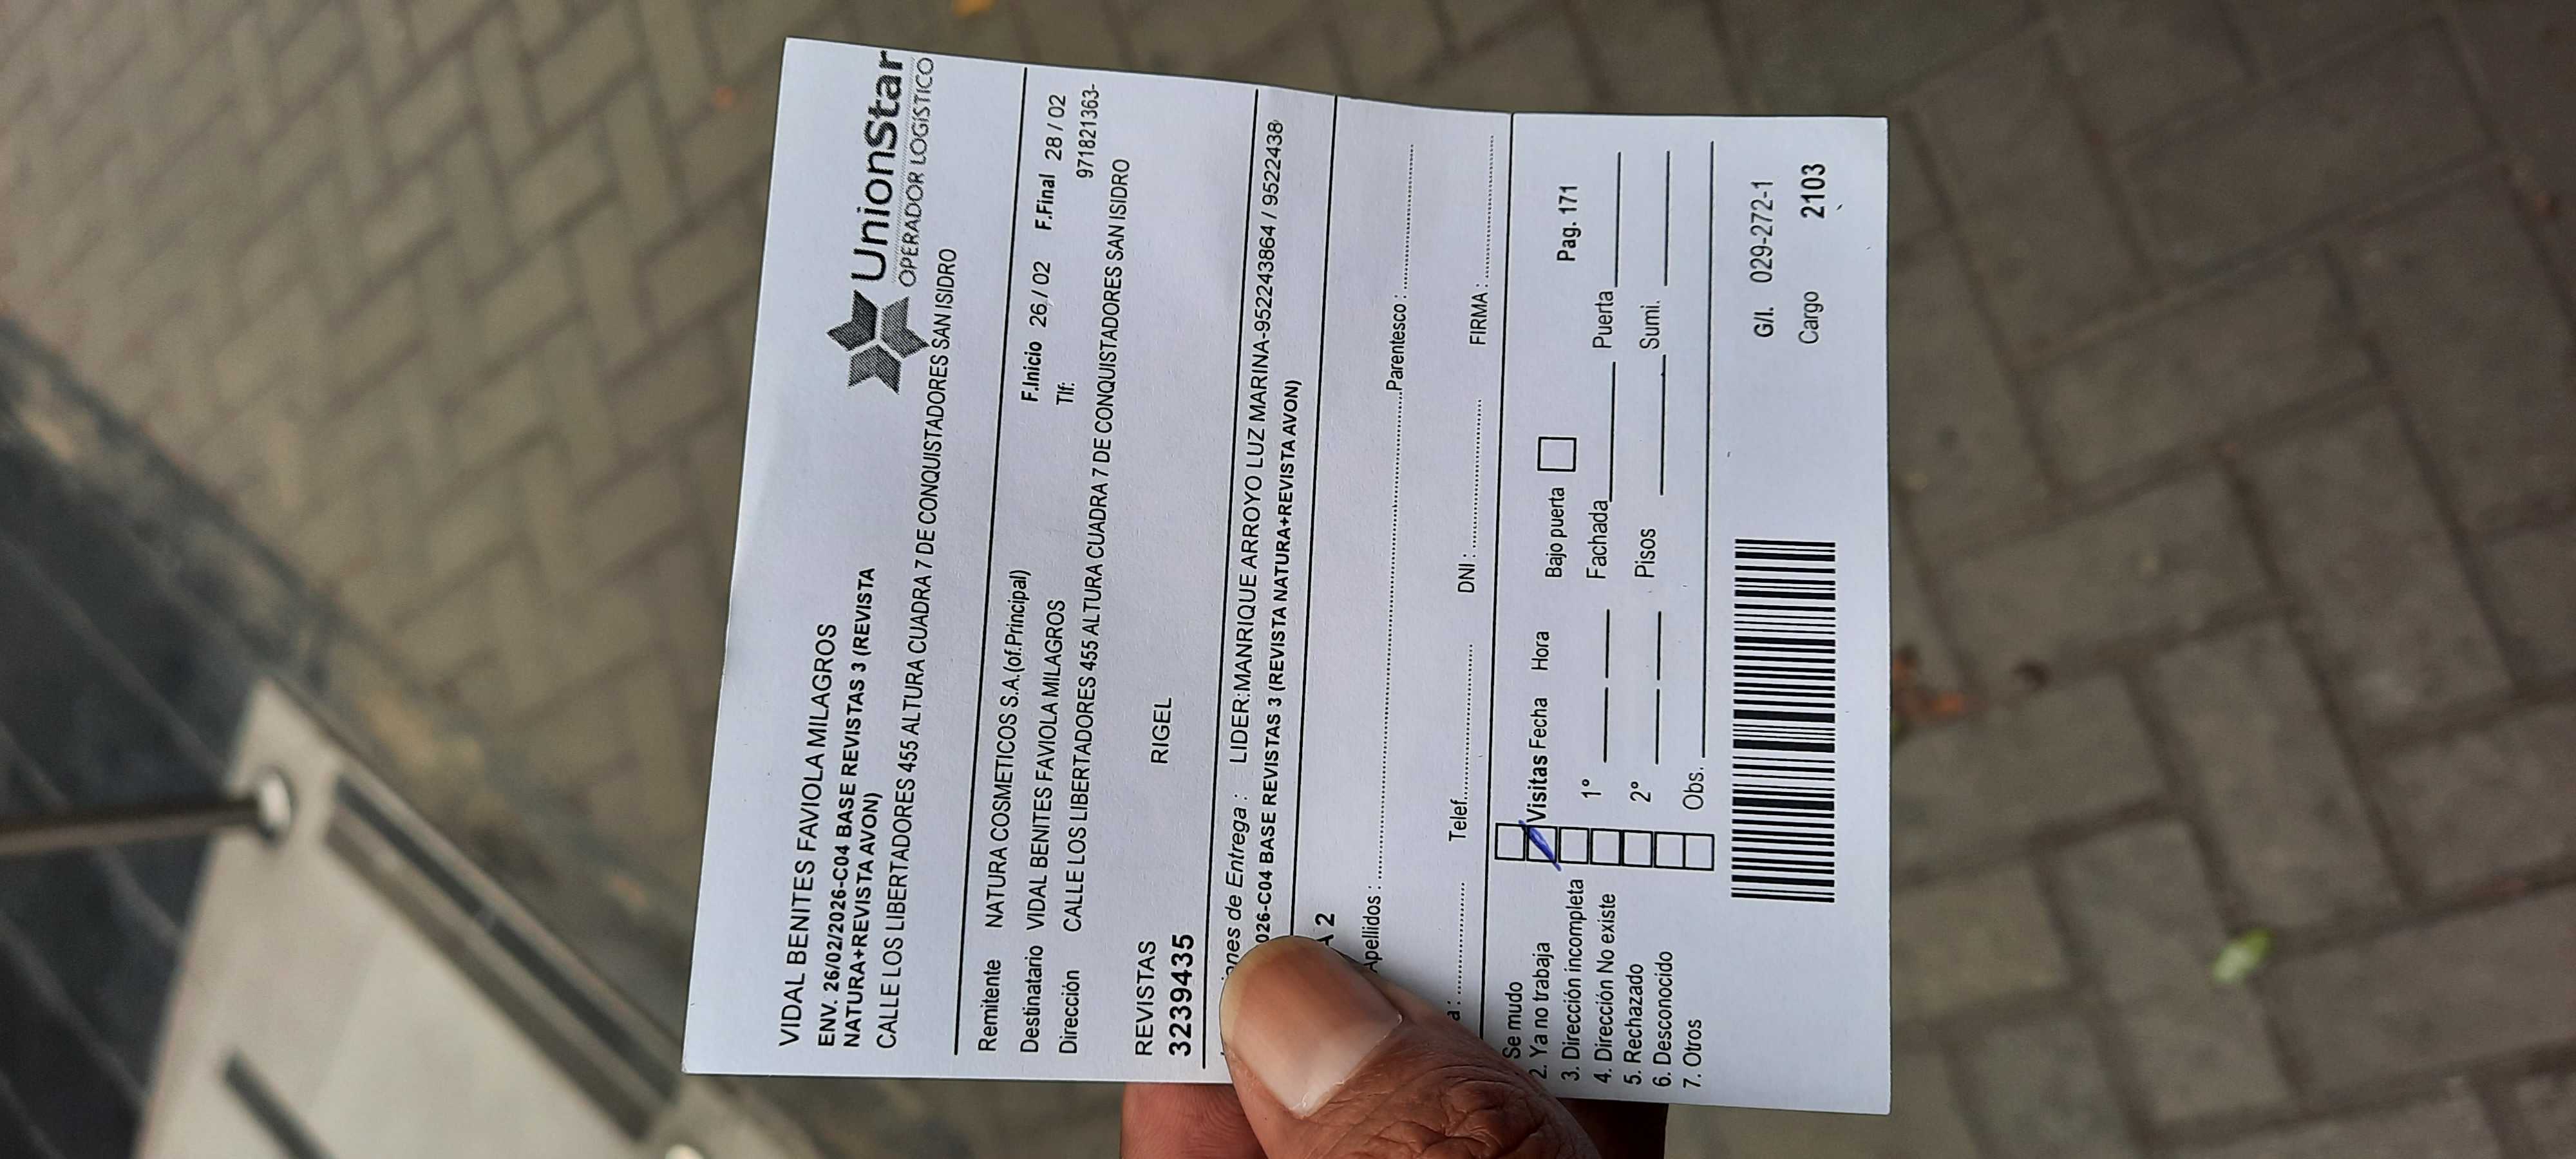 VIDAL BENITES FAVIOLA MILAGROS
ENV. 26/02/2026-C04 BASE REVISTAS 3 (REVISTA
NATURA+REVISTA AVON)
CALLE LOS LIBERTADORES 455 ALTURA CUADRA 7 DE CONQUISTADORES SAN ISIDRO
UnionStar
OPERADOR LOGÍSTICO
Remitente NATURA COSMETICOS S.A.(of.Principal) F.Inicio 26 / 02 F.Final 28 / 02
Destinatario VIDAL BENITES FAVIOLA MILAGROS Tlf: 971821363-
Dirección CALLE LOS LIBERTADORES 455 ALTURA CUADRA 7 DE CONQUISTADORES SAN ISIDRO
REVISTAS RIGEL
3239435
de Entrega : LIDER:MANRIQUE ARROYO LUZ MARINA-952243864 / 9522438
026-C04 BASE REVISTAS 3 (REVISTA NATURA+REVISTA AVON)
A 2
Apellidos : Parentesco :
a : Telef. DNI : FIRMA :
Se mudo
2. Ya no trabaja
3. Dirección incompleta
4. Dirección No existe
5. Rechazado
6. Desconocido
7. Otros
Visitas Fecha Hora Bajo puerta Pag. 171
1° Fachada Puerta
2° Pisos Sumi.
Obs.
G/I. 029-272-1
Cargo 2103